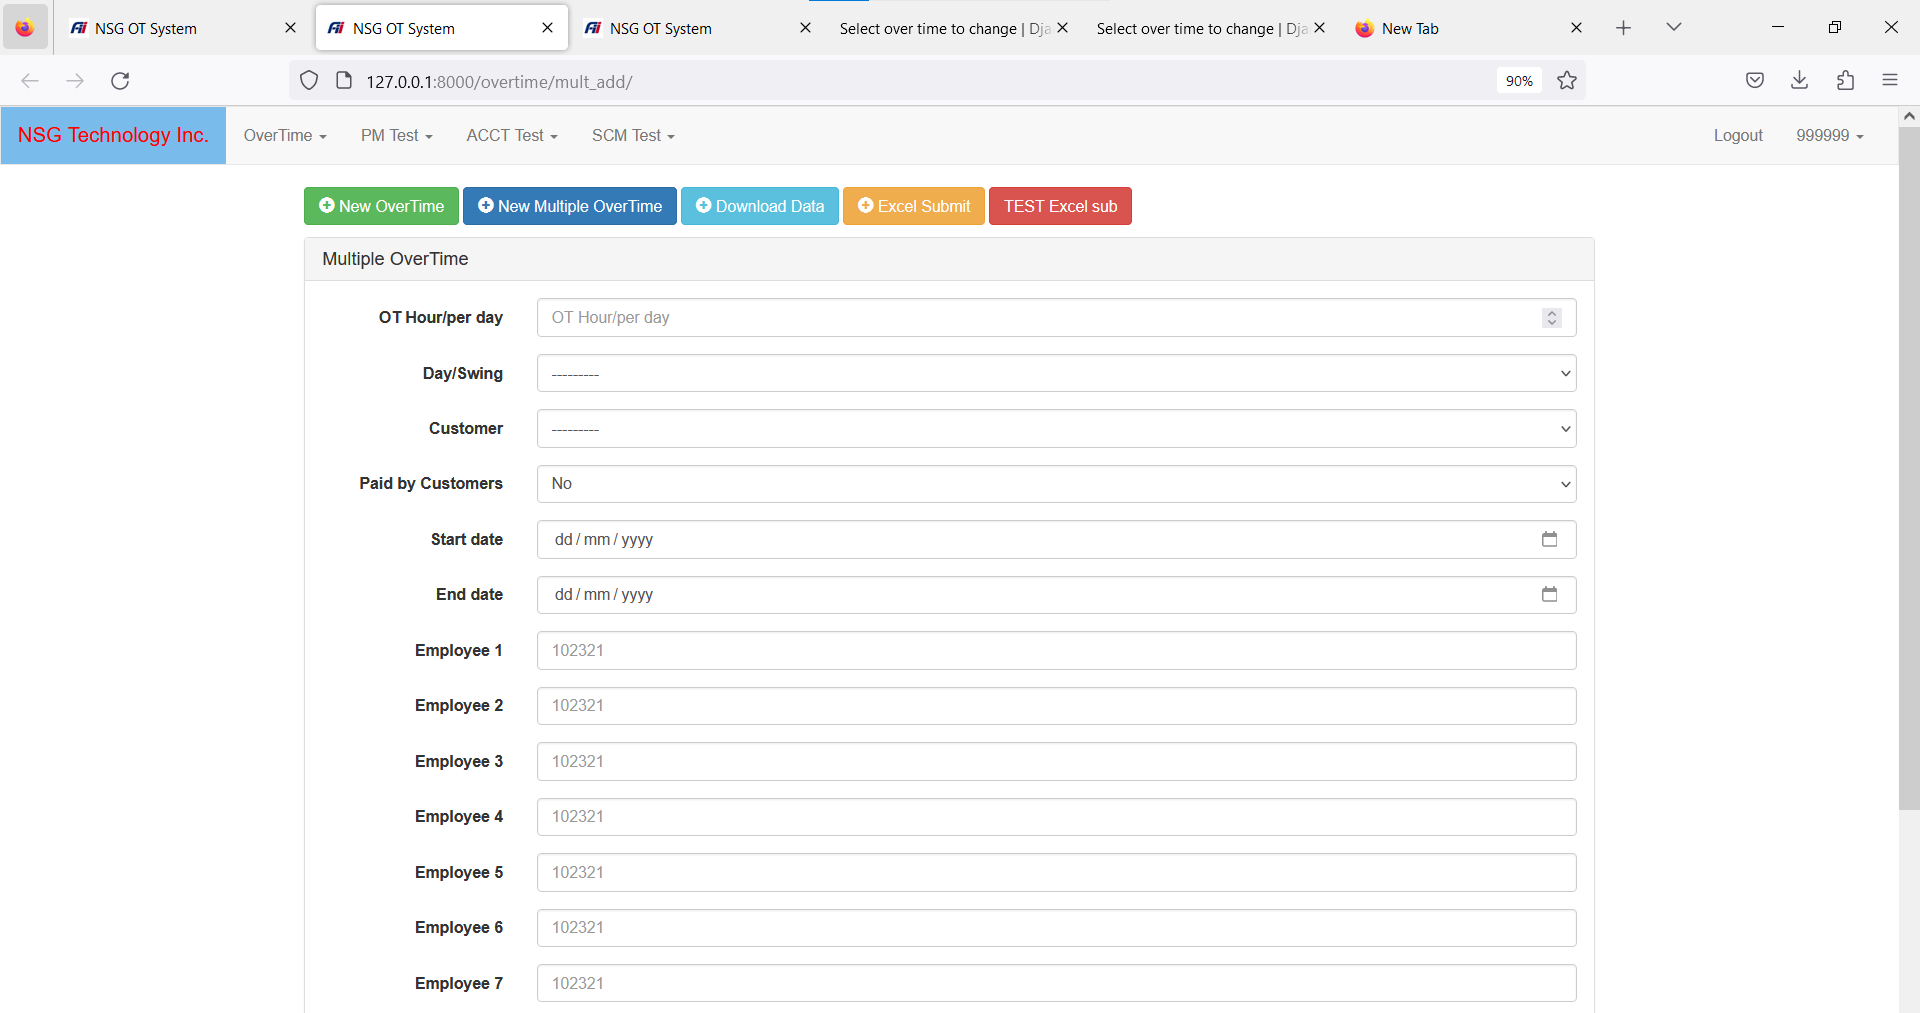 NSG OT System
NSG OT System
NSG OT System
Select over time to change | Dja
Select over time to change | Dja
New Tab
127.0.0.1:8000/overtime/mult_add/
90%
NSG Technology Inc.
OverTime
PM Test
ACCT Test
SCM Test
Logout
999999
New OverTime
New Multiple OverTime
Download Data
Excel Submit
TEST Excel sub
Multiple OverTime
OT Hour/per day
OT Hour/per day
Day/Swing
---------
Customer
---------
Paid by Customers
No
Start date
dd / mm / yyyy
End date
dd / mm / yyyy
Employee 1
102321
Employee 2
102321
Employee 3
102321
Employee 4
102321
Employee 5
102321
Employee 6
102321
Employee 7
102321